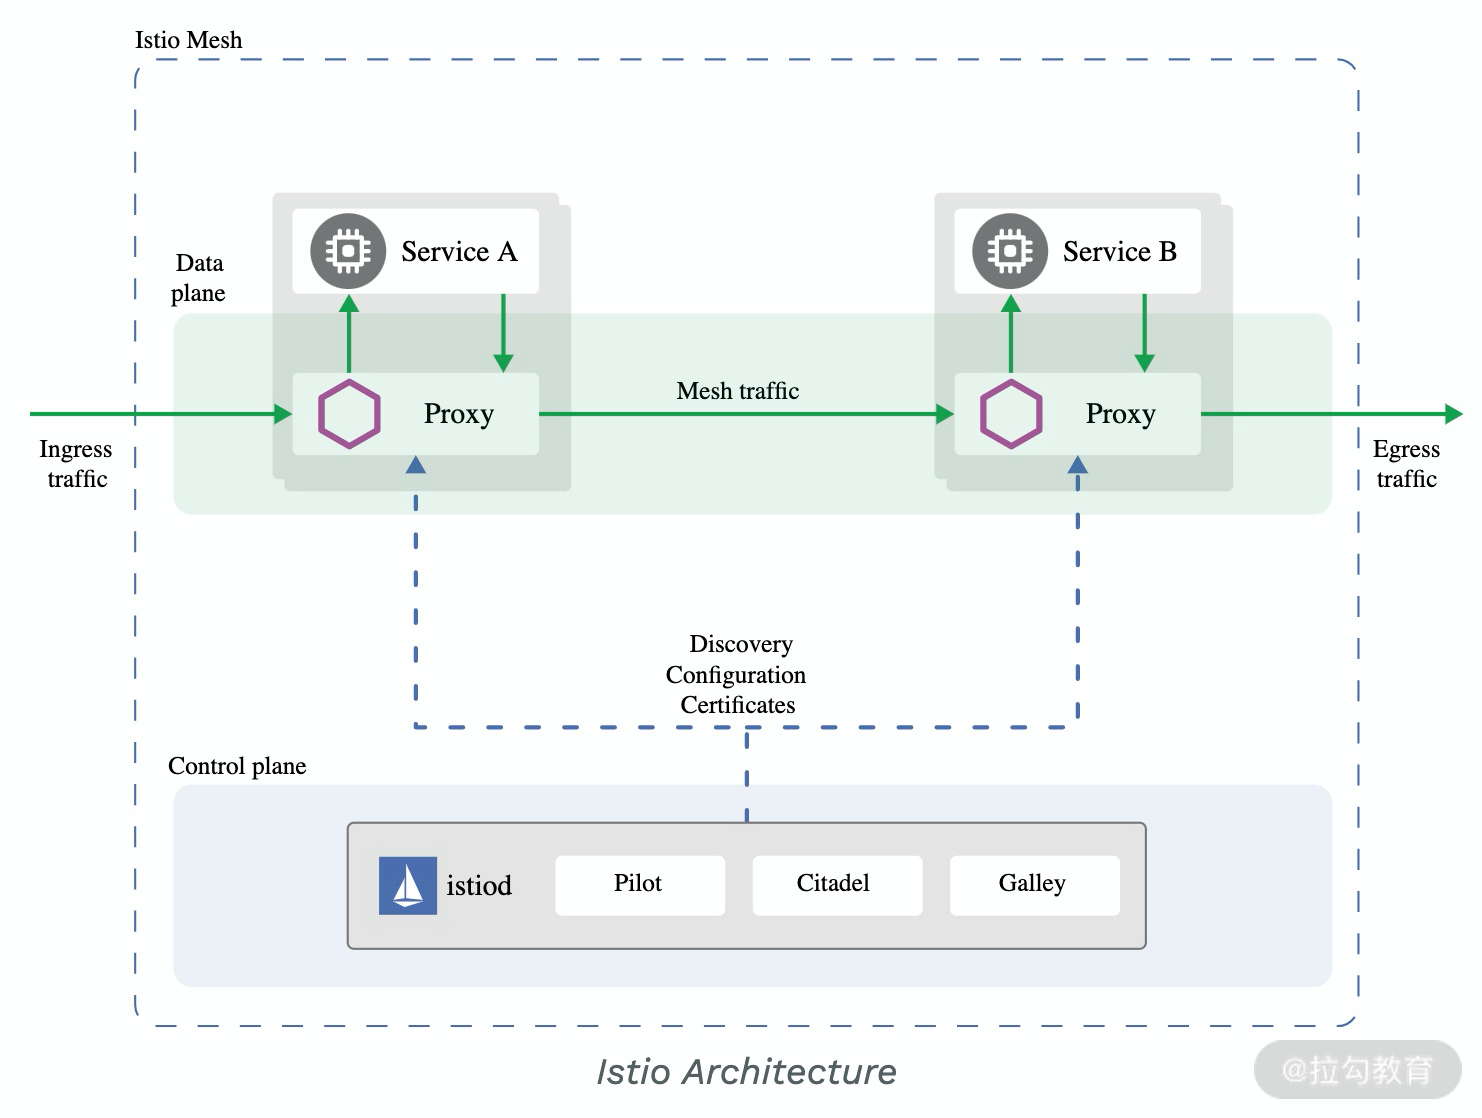 Istio Mesh
Service A
Service B
Data
plane
Mesh traffic
Proxy
Proxy
Ingress
traffic
Egress
traffic
Discovery
Configuration
Certificates
Control plane
istiod
Pilot
Citadel
Galley
Istio Architecture
@拉勾教育